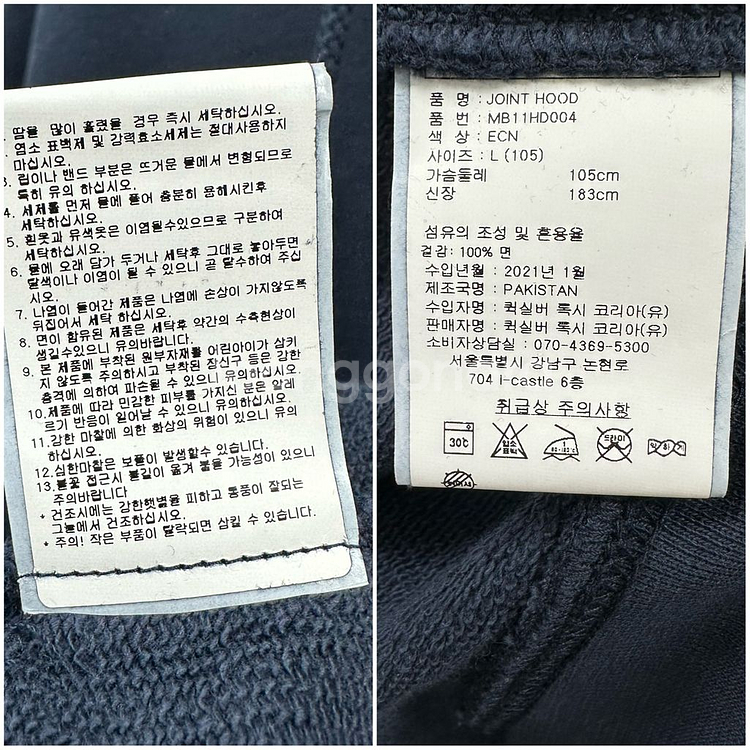 땀을 많이 흘렸을 경우 즉시 세탁하십시오.
염소 표백제 및 강력효소세제는 절대사용하지
마십시오.
3. 립이나 밴드 부분은 뜨거운 물에서 변형되므로
특히 유의 하십시오.
4. 세제를 먼저 물에 풀어 충분히 용해시킨후
세탁하십시오.
5. 흰옷과 유색옷은 이염될수있으므로 구분하여
세탁하십시오.
6. 물에 오래 담가 두거나 세탁후 그대로 놓아두면
탈색이나 이염이 될 수 있으니 곧 탈수하여 주십
시오.
7. 나염이 들어간 제품은 나염에 손상이 가지않도록
뒤집어서 세탁 하십시오.
8. 면이 함유된 제품은 세탁후 약간의 수축현상이
생길수있으니 유의바랍니다.
9. 본 제품에 부착된 원부자재를 어린아이가 삼키
지 않도록 주의하시고 부착된 장신구 등은 강한
충격에 의하여 파손될 수 있으니 유의하십시오.
10.제품에 따라 민감한 피부를 가지신 분은 알레
르기 반응이 일어날 수 있으니 유의하십시오.
11.강한 마찰에 의한 화상의 위험이 있으니 유의
하십시오.
12.심한마찰은 보풀이 발생할수 있습니다.
13.불꽃 접근시 불길이 옮겨 붙을 가능성이 있으니
주의바랍니다
* 건조시에는 강한햇볕을 피하고 통풍이 잘되는
그늘에서 건조하십시오.
* 주의! 작은 부품이 탈락되면 삼킬 수 있습니다.
품 명 : JOINT HOOD
품 번 : MB11HD004
색 상 : ECN
사이즈 : L (105)
가슴둘레 105cm
신장 183cm
섬유의 조성 및 혼용율
겉감: 100% 면
수입년월 : 2021년 1월
제조국명 : PAKISTAN
수입자명 : 퀵실버 록시 코리아(유)
판매자명 : 퀵실버 록시 코리아(유)
소비자상담실 : 070-4369-5300
서울특별시 강남구 논현로
704 i-castle 6층
취급상 주의사항
30℃
염소
표백
드라이